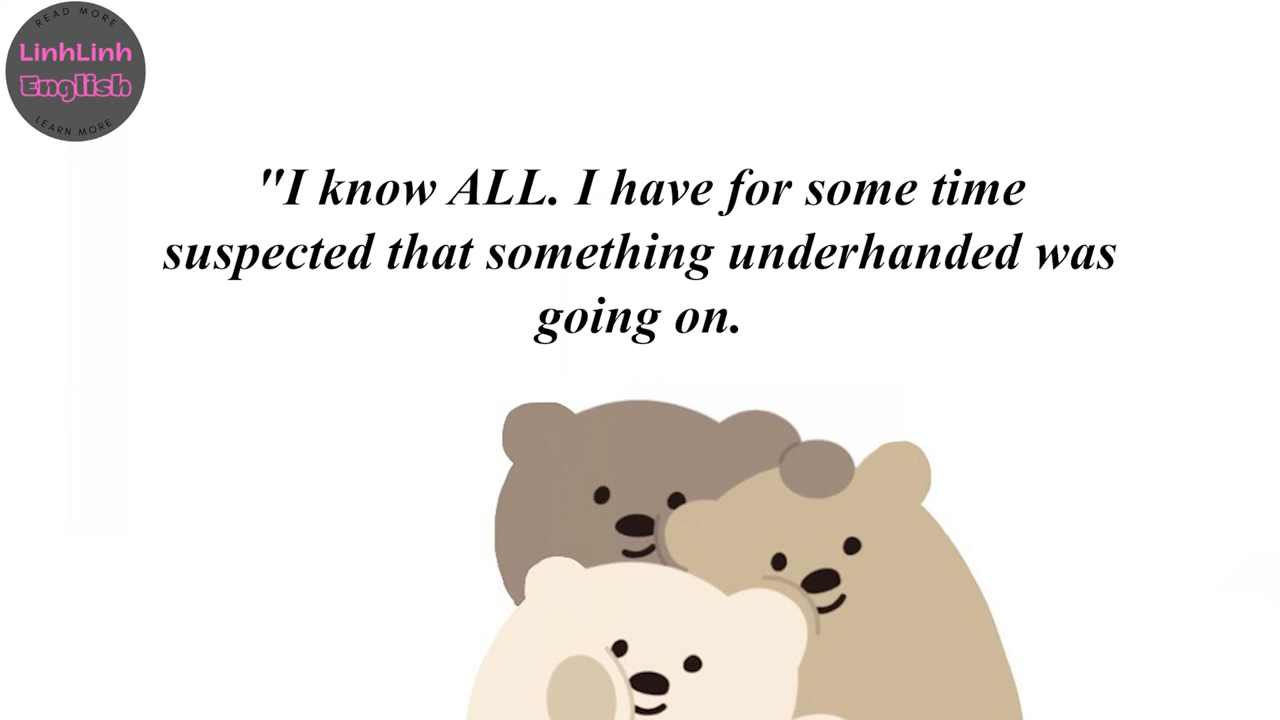 READ MORE
LinhLinh
English
LEARN MORE
"I know ALL. I have for some time
suspected that something underhanded was
going on.